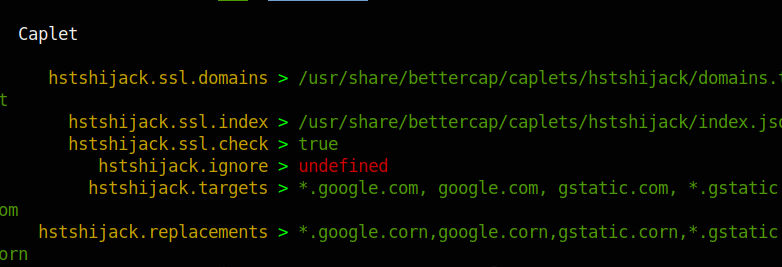 Caplet
hstshijack.ssl.domains > /usr/share/bettercap/caplets/hstshijack/domains.t
t
hstshijack.ssl.index > /usr/share/bettercap/caplets/hstshijack/index.jso
hstshijack.ssl.check > true
hstshijack.ignore > undefined
hstshijack.targets > *.google.com, google.com, gstatic.com, *.gstatic
om
hstshijack.replacements > *.google.corn,google.corn,gstatic.corn,*.gstatic
orn